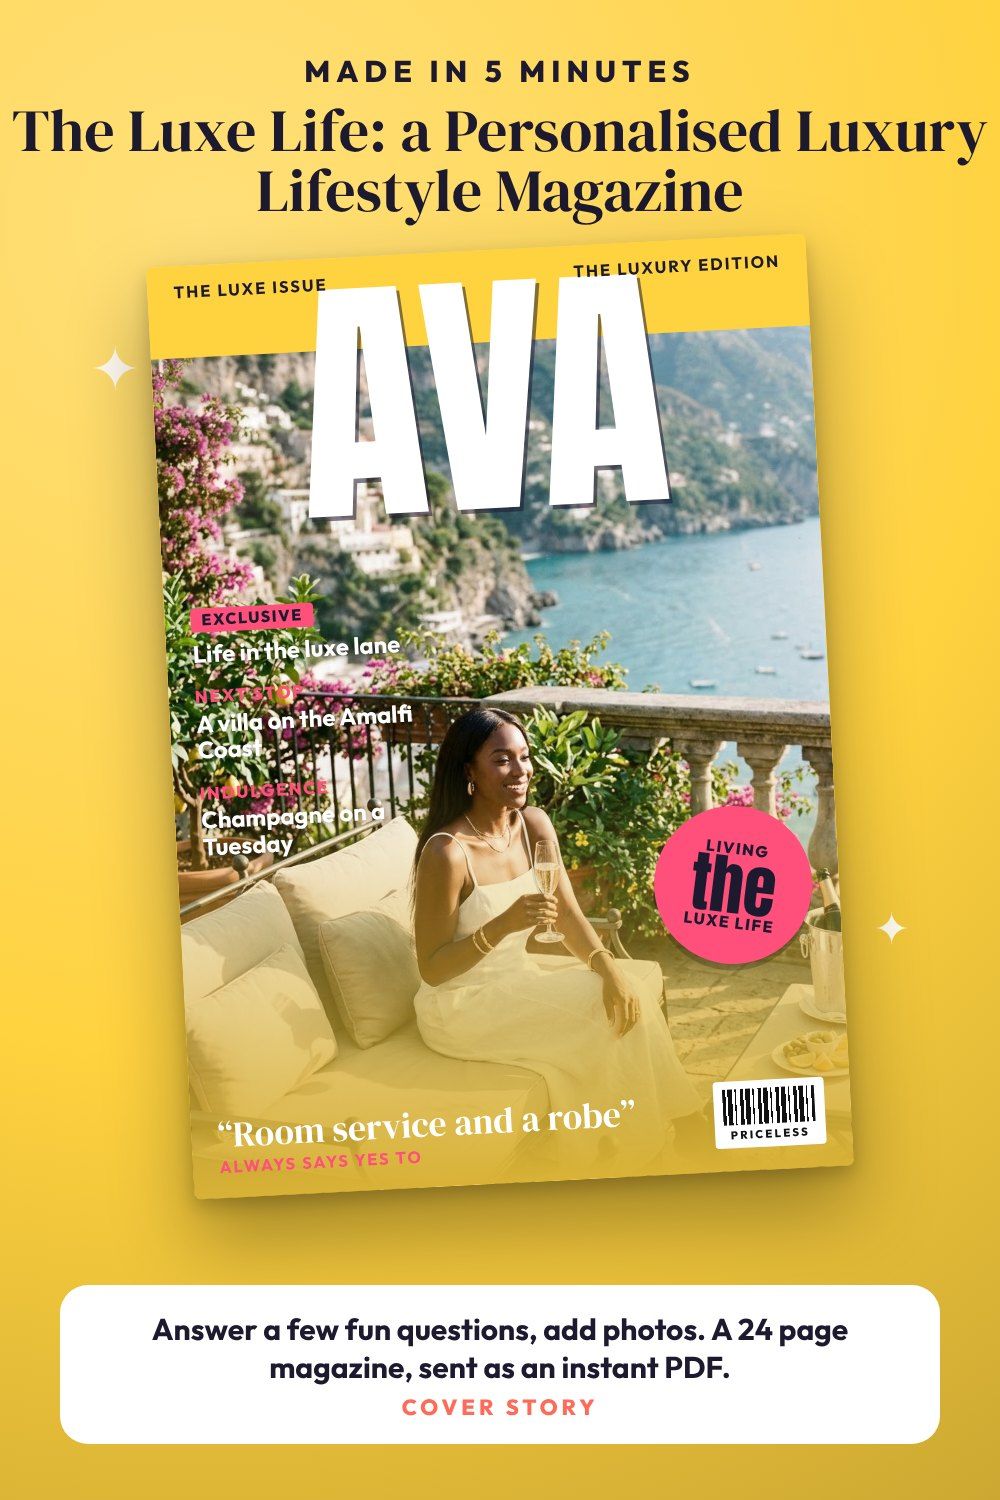 MADE IN 5 MINUTES
The Luxe Life: a Personalised Luxury
Lifestyle Magazine
THE LUXE ISSUE
THE LUXURY EDITION
AVA
EXCLUSIVE
Life in the luxe lane
NEXT STOP
A villa on the Amalfi
Coast
INDULGENCE
Champagne on a
Tuesday
LIVING
the
LUXE LIFE
“Room service and a robe”
ALWAYS SAYS YES TO
PRICELESS
Answer a few fun questions, add photos. A 24 page
magazine, sent as an instant PDF.
COVER STORY